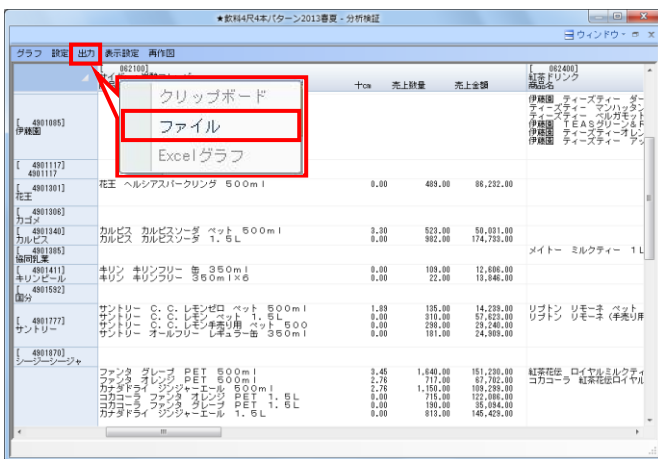 ★飲料4尺4本パターン2013春夏 - 分析検証
ウィンドウ
グラフ 設定 出力 表示設定 再作図
[ 062100]
[ 062400]
紅茶ドリンク
商品名
十cm 売上数量 売上金額
クリップボード
ファイル
Excelグラフ
[ 4901085]
伊藤園
伊藤園 ティーズティー ダー
ティーズティー マンハッタン
ティーズティー ベルガモット
伊藤園 TEASグリーン&F
伊藤園 ティーズティーオレン
伊藤園 ティーズティー アッ
[ 4901117]
4901117
[ 4901301]
花王
花王 ヘルシアスパークリング 500ml 0.00 489.00 86,232.00
[ 4901306]
カゴメ
[ 4901340]
カルピス
カルピス カルピスソーダ ペット 500ml 3.30 523.00 50,031.00
カルピス カルピスソーダ 1.5L 0.00 982.00 174,733.00
[ 4901385]
協同乳業
メイトー ミルクティー 1L
[ 4901411]
キリンビール
キリン キリンフリー 缶 350ml 0.00 109.00 12,606.00
キリン キリンフリー 350ml×6 0.00 22.00 13,846.00
[ 4901592]
国分
[ 4901777]
サントリー
サントリー C.C.レモンゼロ ペット 500ml 1.89 135.00 14,239.00
サントリー C.C.レモン ペット 1.5L 0.00 310.00 57,623.00
サントリー C.C.レモン手売り用 ペット 500 0.00 298.00 29,240.00
サントリー オールフリー レギュラー缶 350ml 0.00 181.00 24,989.00
リプトン リモーネ ペット
リプトン リモーネ(手売り用
[ 4901870]
シージーシージャ
ファンタ グレープ PET 500ml 3.45 1,640.00 151,230.00
ファンタ オレンジ PET 500ml 2.76 717.00 67,702.00
カナダドライ ジンジャーエール 500ml 2.76 1,150.00 109,299.00
コカコーラ ファンタ オレンジ PET 1.5L 0.00 715.00 122,086.00
コカコーラ ファンタ グレープ PET 1.5L 0.00 190.00 35,094.00
カナダドライ ジンジャーエール 1.5L 0.00 813.00 145,429.00
紅茶花伝 ロイヤルミルクティ
コカコーラ 紅茶花伝ロイヤル